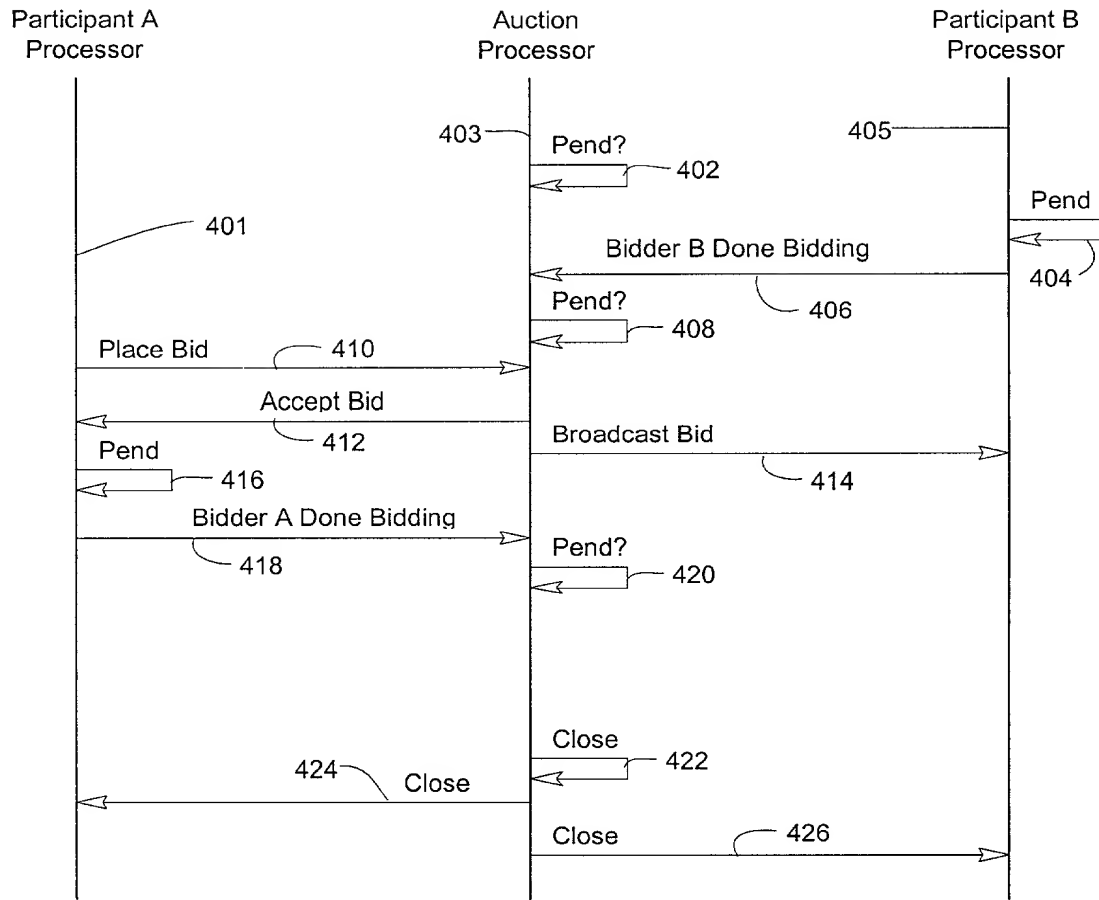 Participant A
Processor
Auction
Processor
Participant B
Processor
403
405
Pend?
402
Pend
401
404
Bidder B Done Bidding
406
Pend?
408
Place Bid
410
Accept Bid
412
Broadcast Bid
414
Pend
416
Bidder A Done Bidding
418
Pend?
420
Close
422
424
Close
Close
426